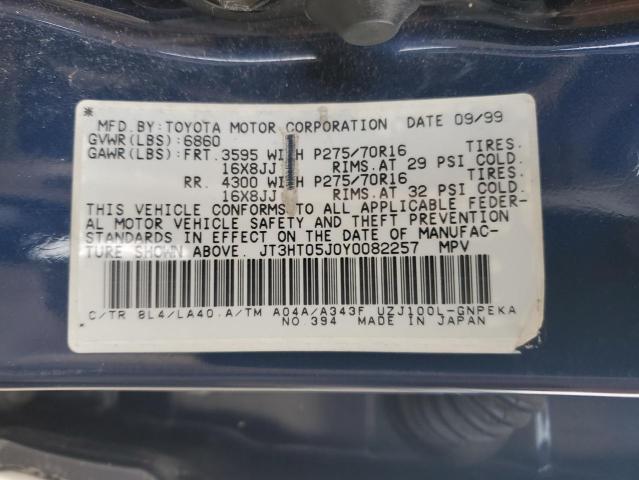 *
MFD.BY:TOYOTA MOTOR CORPORATION DATE 09/99
GVWR(LBS):6860
GAWR(LBS):FRT.3595 WITH P275/70R16 TIRES.
16X8JJ RIMS.AT 29 PSI COLD.
RR. 4300 WITH P275/70R16 TIRES.
16X8JJ RIMS.AT 32 PSI COLD.
THIS VEHICLE CONFORMS TO ALL APPLICABLE FEDER-
AL MOTOR VEHICLE SAFETY AND THEFT PREVENTION
STANDARDS IN EFFECT ON THE DATE OF MANUFAC-
TURE SHOWN ABOVE. JT3HT05J0Y0082257 MPV
C/TR 8L4/LA40.A/TM A04A/A343F UZJ100L-GNPEKA
NO.394 MADE IN JAPAN